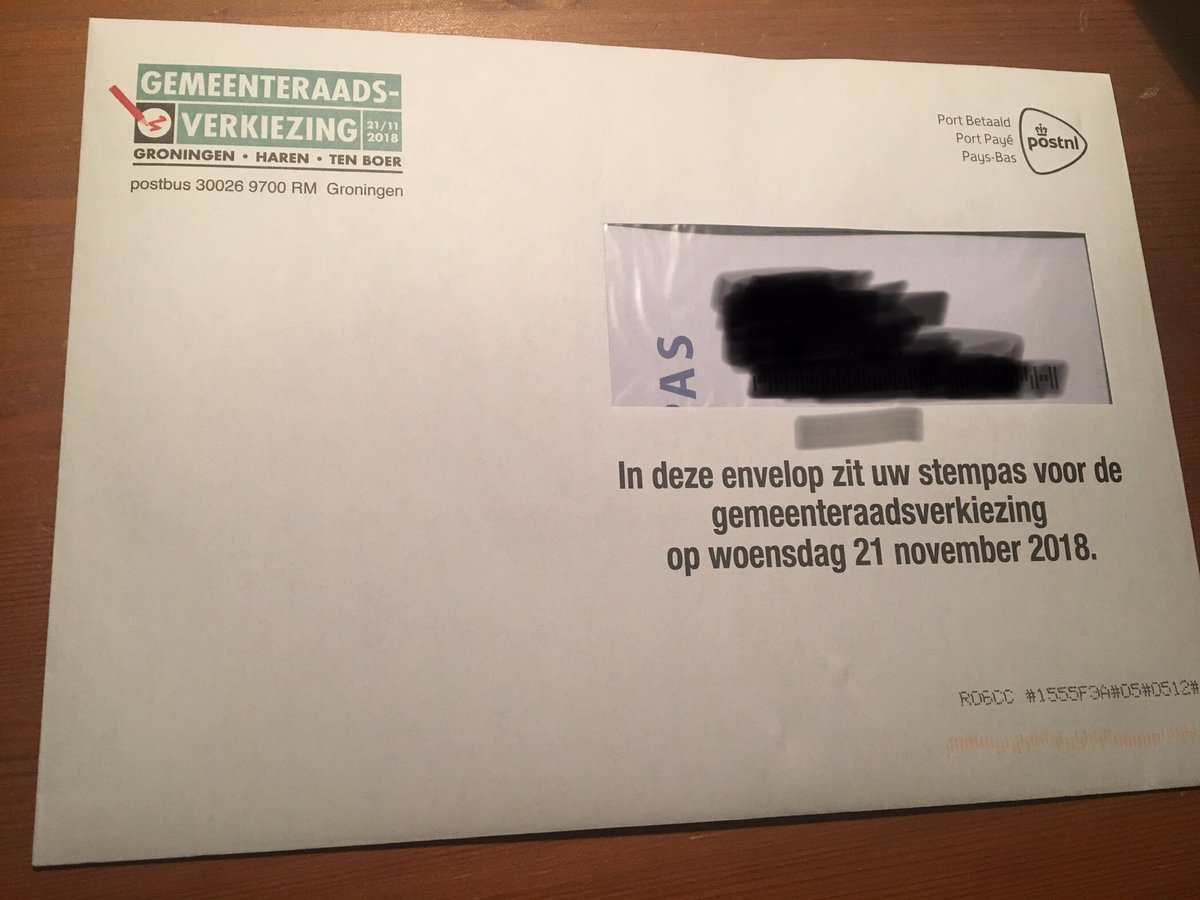 GEMEENTERAADS-
VERKIEZING 21/11 2018
GRONINGEN • HAREN • TEN BOER
postbus 30026 9700 RM Groningen
Port Betaald
Port Payé
Pays-Bas
postnl
PAS
In deze envelop zit uw stempas voor de
gemeenteraadsverkiezing
op woensdag 21 november 2018.
RD6CC #1555F3A#05#0512#